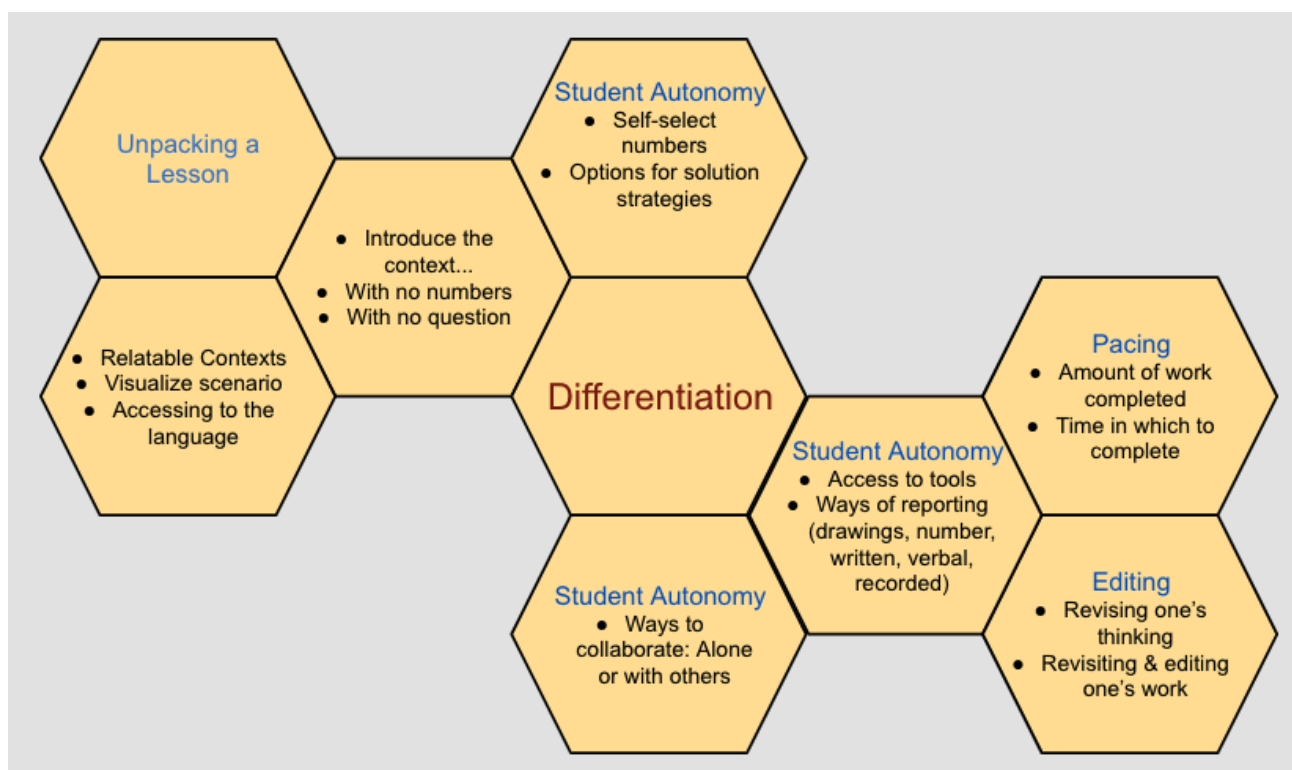 Unpacking a
Lesson
● Relatable Contexts
● Visualize scenario
● Accessing to the
language
● Introduce the
context...
● With no numbers
● With no question
Student Autonomy
● Self-select
numbers
● Options for solution
strategies
Differentiation
Student Autonomy
● Ways to
collaborate: Alone
or with others
Student Autonomy
● Access to tools
● Ways of reporting
(drawings, number,
written, verbal,
recorded)
Pacing
● Amount of work
completed
● Time in which to
complete
Editing
● Revising one’s
thinking
● Revisiting & editing
one’s work